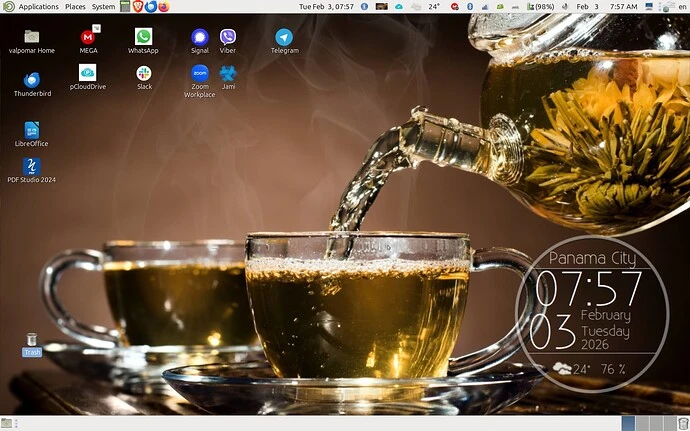 Applications Places System
Tue Feb 3, 07:57
24°
(98%)
Feb 3
7:57 AM
en
valpomar Home
MEGA
WhatsApp
Signal
Viber
Telegram
Thunderbird
pCloudDrive
Slack
Zoom
Workplace
Jami
LibreOffice
PDF Studio 2024
Trash
zoom
Panama City
07:57
03
February
Tuesday
2026
24° 76 %